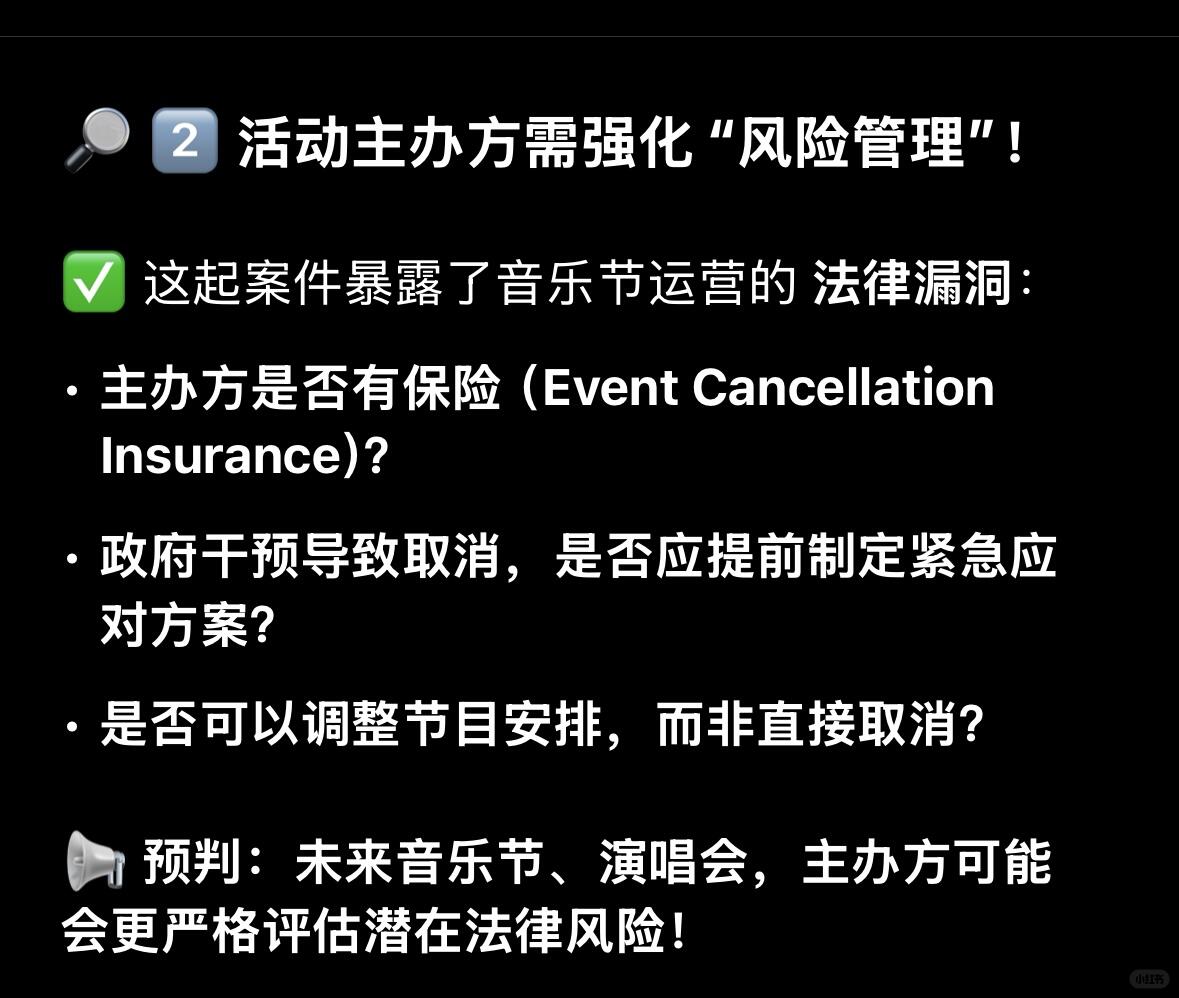 🔎 2️⃣ 活动主办方需强化 “风险管理”！
✅ 这起案件暴露了音乐节运营的 法律漏洞：
• 主办方是否有保险（Event Cancellation
Insurance)？
• 政府干预导致取消，是否应提前制定紧急应
对方案？
• 是否可以调整节目安排，而非直接取消？
📢 预判：未来音乐节、演唱会，主办方可能
会更严格评估潜在法律风险！
小红书